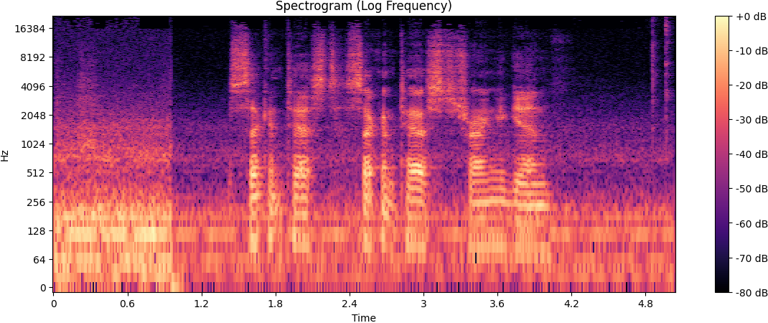 Spectrogram (Log Frequency)
16384
8192
4096
2048
1024
512
256
128
64
0
Hz
0 0.6 1.2 1.8 2.4 3 3.6 4.2 4.8
Time
+0 dB
-10 dB
-20 dB
-30 dB
-40 dB
-50 dB
-60 dB
-70 dB
-80 dB